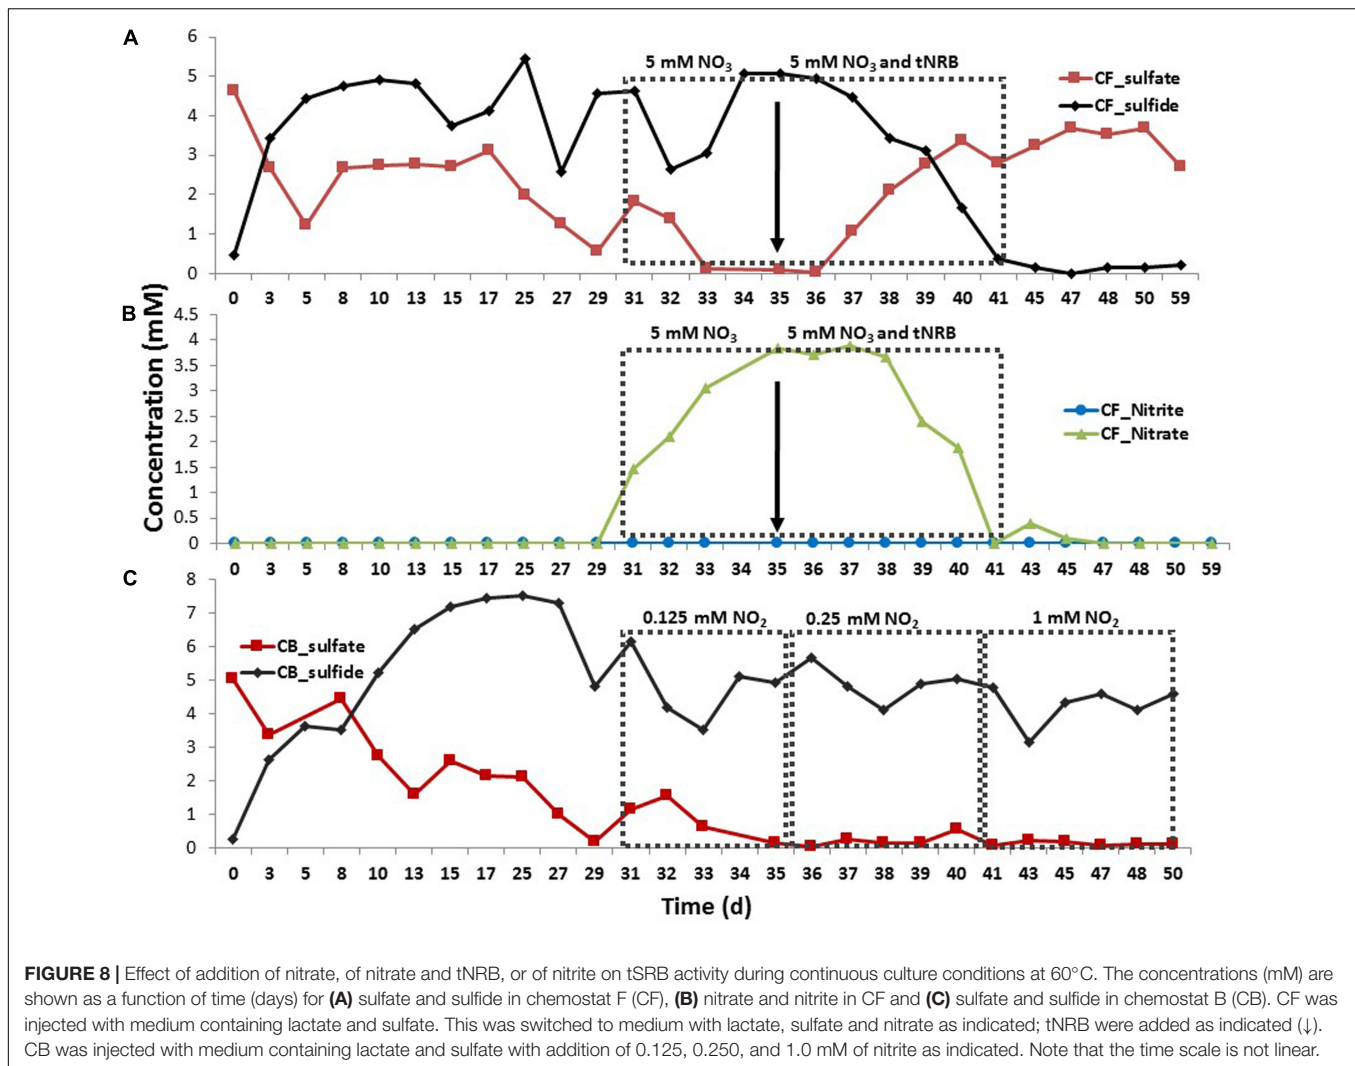 A
6
5
4
3
2
1
0
5 mM NO3
5 mM NO3 and tNRB
CF_sulfate
CF_sulfide
0 3 5 8 10 13 15 17 25 27 29 31 32 33 34 35 36 37 38 39 40 41 45 47 48 50 59
B
4.5
4
3.5
3
2.5
2
1.5
1
0.5
0
5 mM NO3
5 mM NO3 and tNRB
CF_Nitrite
CF_Nitrate
0 3 5 8 10 13 15 17 25 27 29 31 32 33 34 35 36 37 38 39 40 41 43 45 47 50 59
Concentration (mM)
C
8
7
6
5
4
3
2
1
0
CB_sulfate
CB_sulfide
0.125 mM NO2
0.25 mM NO2
1 mM NO2
0 3 5 8 10 13 15 17 25 27 29 31 32 33 34 35 36 37 38 39 40 41 43 45 47 48 50
Time (d)
FIGURE 8 | Effect of addition of nitrate, of nitrate and tNRB, or of nitrite on tSRB activity during continuous culture conditions at 60°C. The concentrations (mM) are
shown as a function of time (days) for (A) sulfate and sulfide in chemostat F (CF), (B) nitrate and nitrite in CF and (C) sulfate and sulfide in chemostat B (CB). CF was
injected with medium containing lactate and sulfate. This was switched to medium with lactate, sulfate and nitrate as indicated; tNRB were added as indicated (↓).
CB was injected with medium containing lactate and sulfate with addition of 0.125, 0.250, and 1.0 mM of nitrite as indicated. Note that the time scale is not linear.